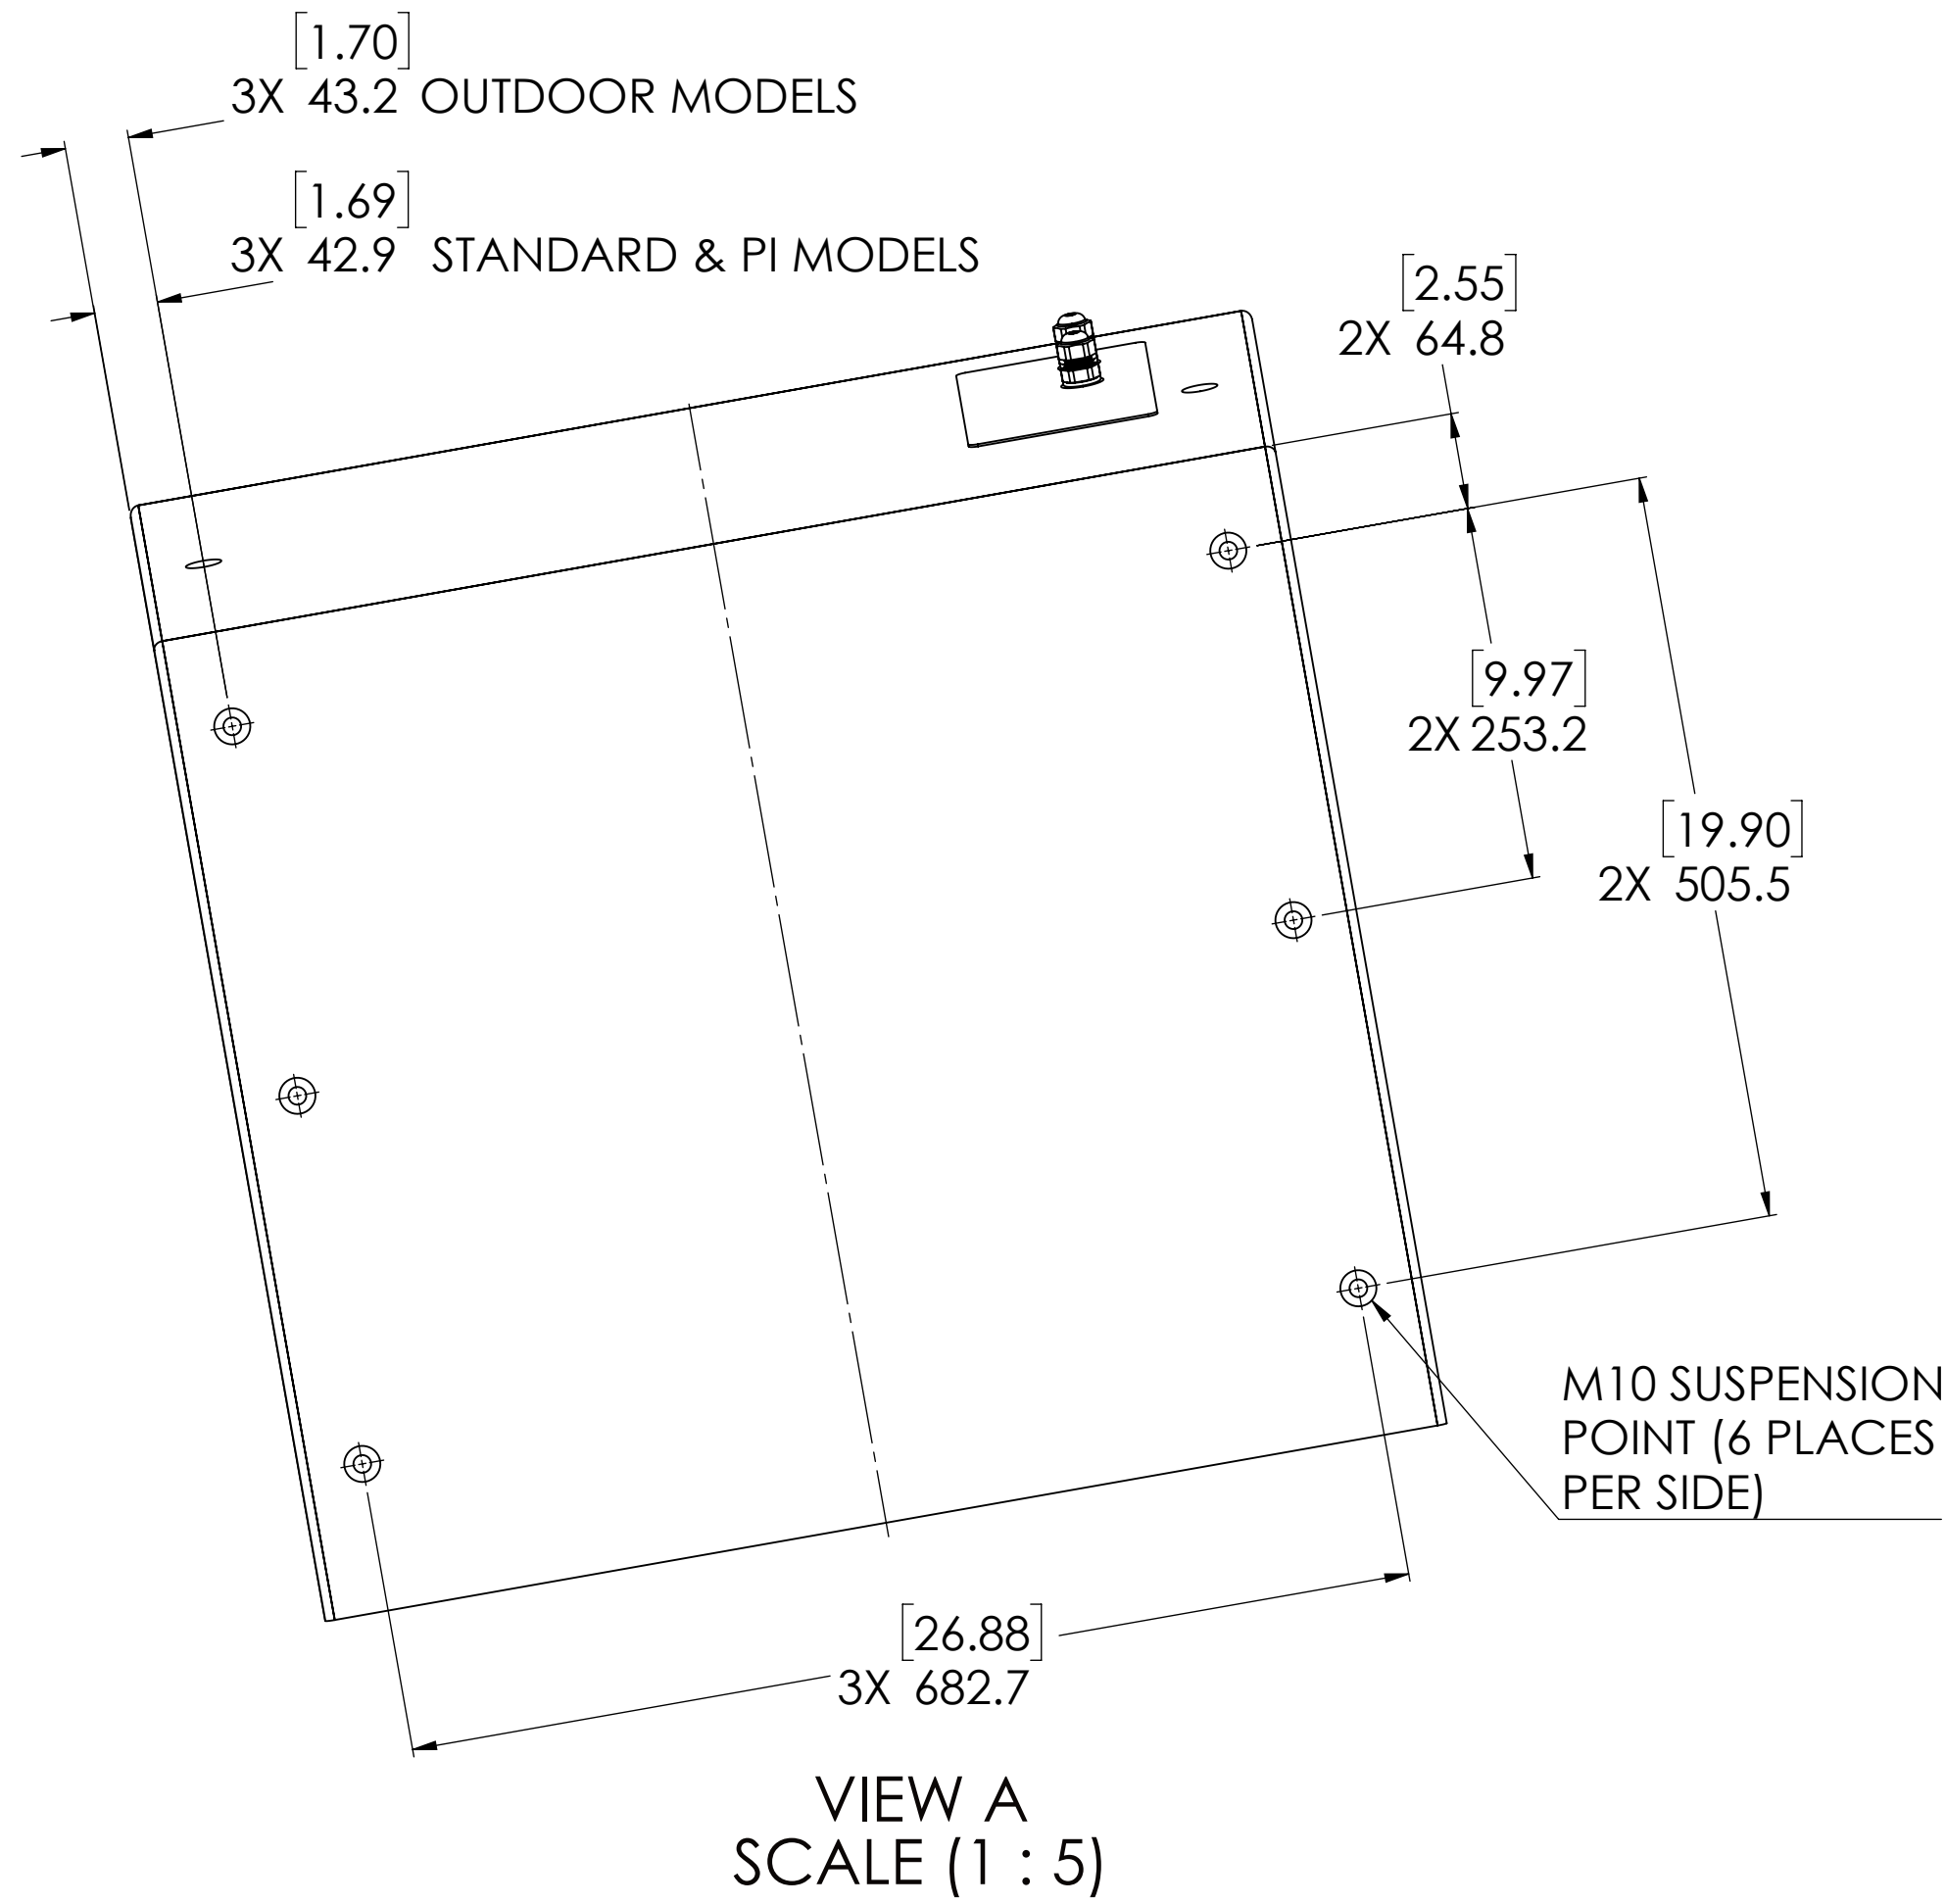 [1.70]
3X 43.2 OUTDOOR MODELS
[1.69]
3X 42.9 STANDARD & PI MODELS
[2.55]
2X 64.8
[9.97]
2X 253.2
[19.90]
2X 505.5
M10 SUSPENSION
POINT (6 PLACES
PER SIDE)
[26.88]
3X 682.7
VIEW A
SCALE (1 : 5)